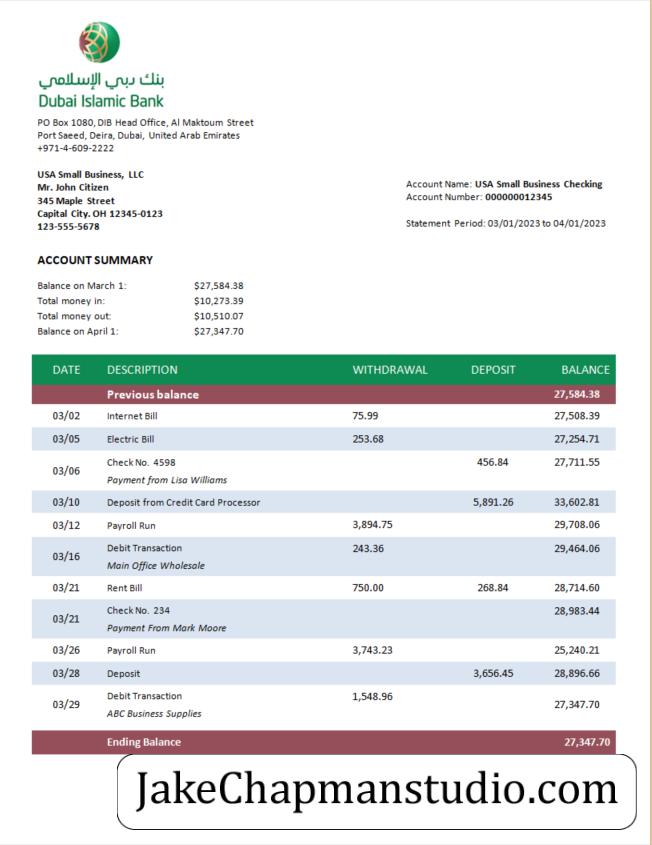 بنك دبي الإسلامي
Dubai Islamic Bank
PO Box 1080, DIB Head Office, Al Maktoum Street
Port Saeed, Deira, Dubai, United Arab Emirates
+971-4-609-2222
USA Small Business, LLC
Mr. John Citizen
345 Maple Street
Capital City. OH 12345-0123
123-555-5678
Account Name: USA Small Business Checking
Account Number: 000000012345
Statement Period: 03/01/2023 to 04/01/2023
ACCOUNT SUMMARY
Balance on March 1: $27,584.38
Total money in: $10,273.39
Total money out: $10,510.07
Balance on April 1: $27,347.70
DATE DESCRIPTION WITHDRAWAL DEPOSIT BALANCE
Previous balance 27,584.38
03/02 Internet Bill 75.99 27,508.39
03/05 Electric Bill 253.68 27,254.71
03/06 Check No. 4598 456.84 27,711.55
Payment from Lisa Williams
03/10 Deposit from Credit Card Processor 5,891.26 33,602.81
03/12 Payroll Run 3,894.75 29,708.06
03/16 Debit Transaction 243.36 29,464.06
Main Office Wholesale
03/21 Rent Bill 750.00 268.84 28,714.60
03/21 Check No. 234 28,983.44
Payment From Mark Moore
03/26 Payroll Run 3,743.23 25,240.21
03/28 Deposit 3,656.45 28,896.66
03/29 Debit Transaction 1,548.96 27,347.70
ABC Business Supplies
Ending Balance 27,347.70
JakeChapmanstudio.com